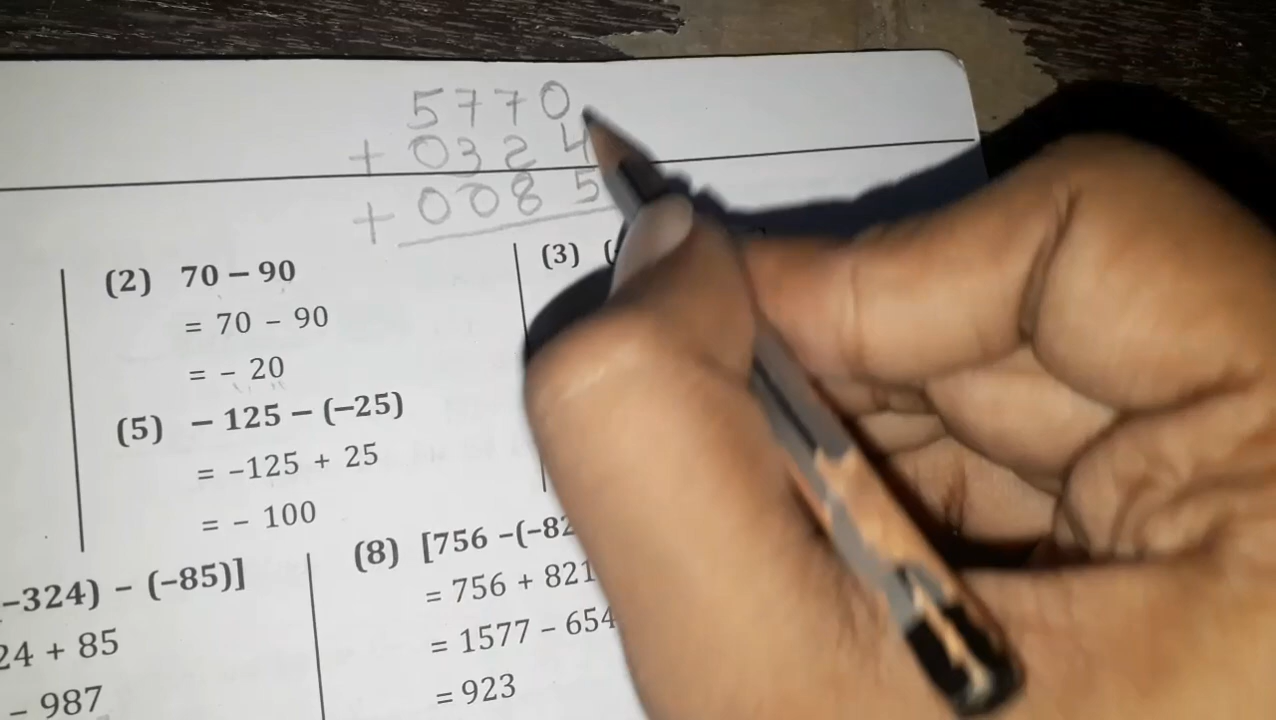 5770
+ 0324
+ 0085
(2) 70 – 90
= 70 – 90
= – 20
(3) (
(5) – 125 – (–25)
= –125 + 25
= – 100
–324) – (–85)]
24 + 85
– 987
(8) [756 –(–82
= 756 + 821
= 1577 – 654
= 923